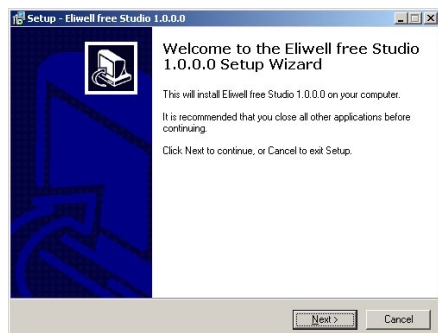 Setup - Eliwell free Studio 1.0.0.0
Welcome to the Eliwell free Studio
1.0.0.0 Setup Wizard
This will install Eliwell free Studio 1.0.0.0 on your computer.
It is recommended that you close all other applications before
continuing.
Click Next to continue, or Cancel to exit Setup.
Next >
Cancel